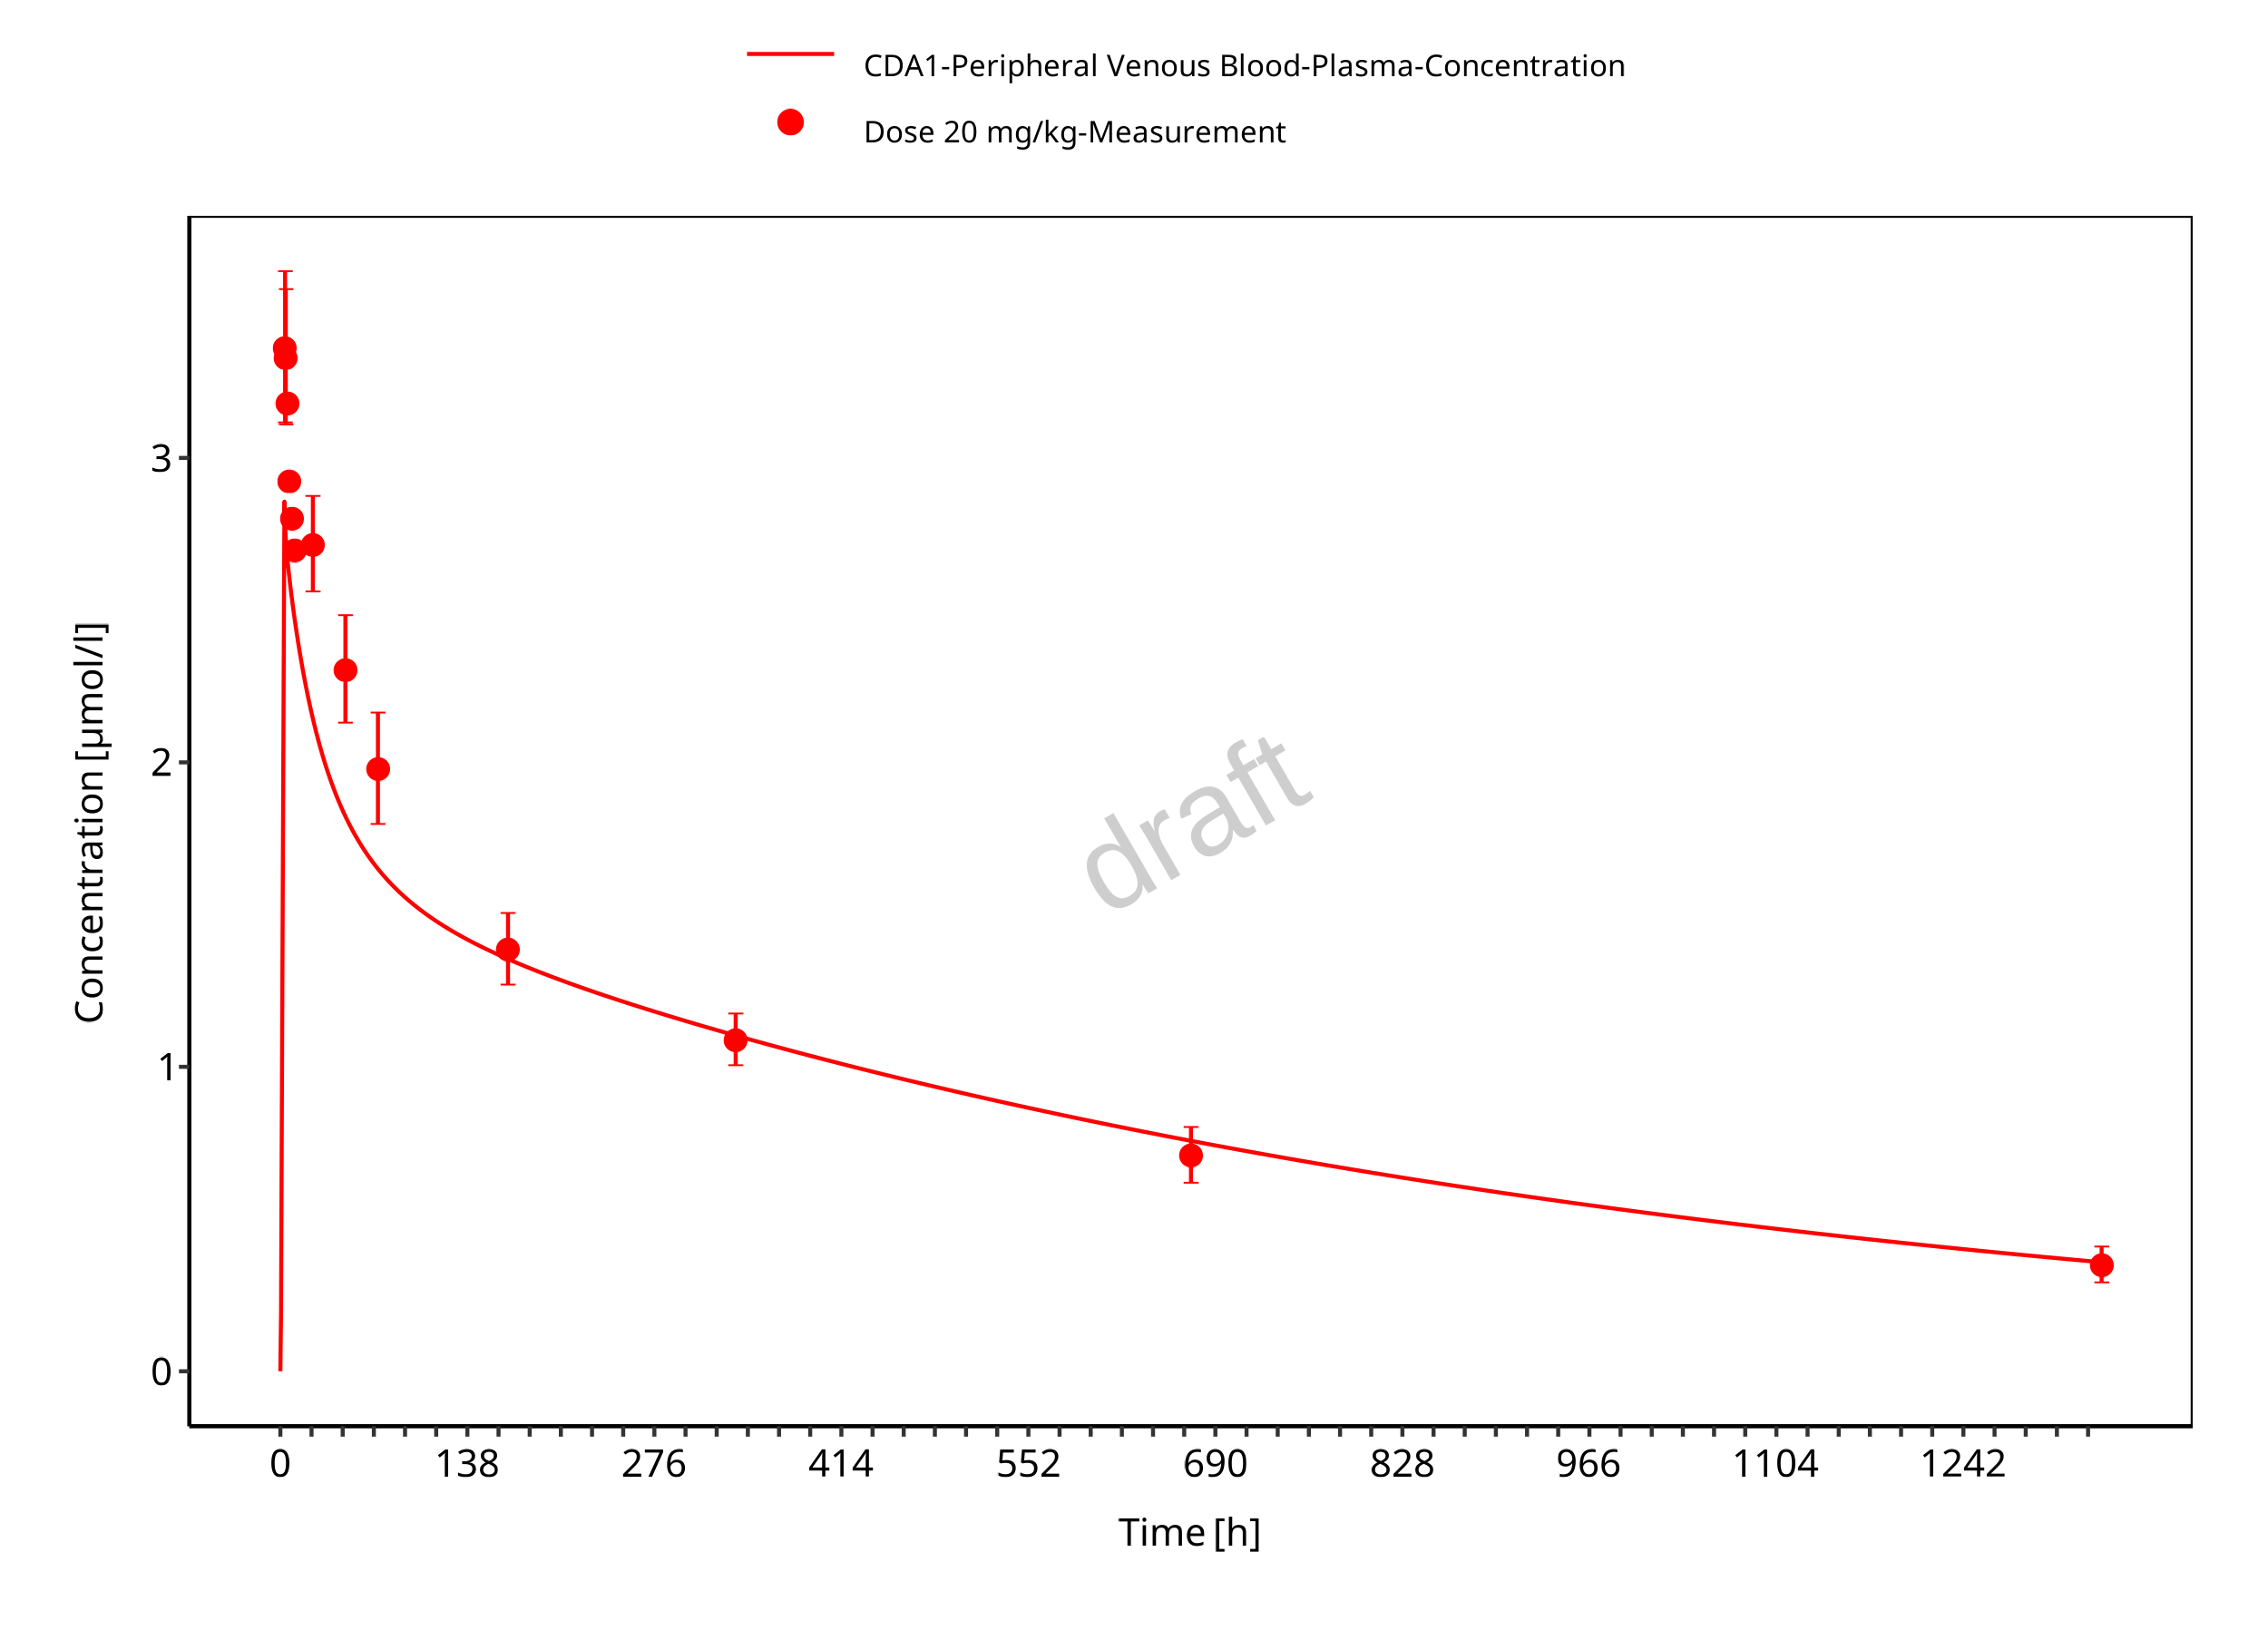 CDA1-Peripheral Venous Blood-Plasma-Concentration
Dose 20 mg/kg-Measurement
3
2
1
0
Concentration [µmol/l]
draft
0 138 276 414 552 690 828 966 1104 1242
Time [h]